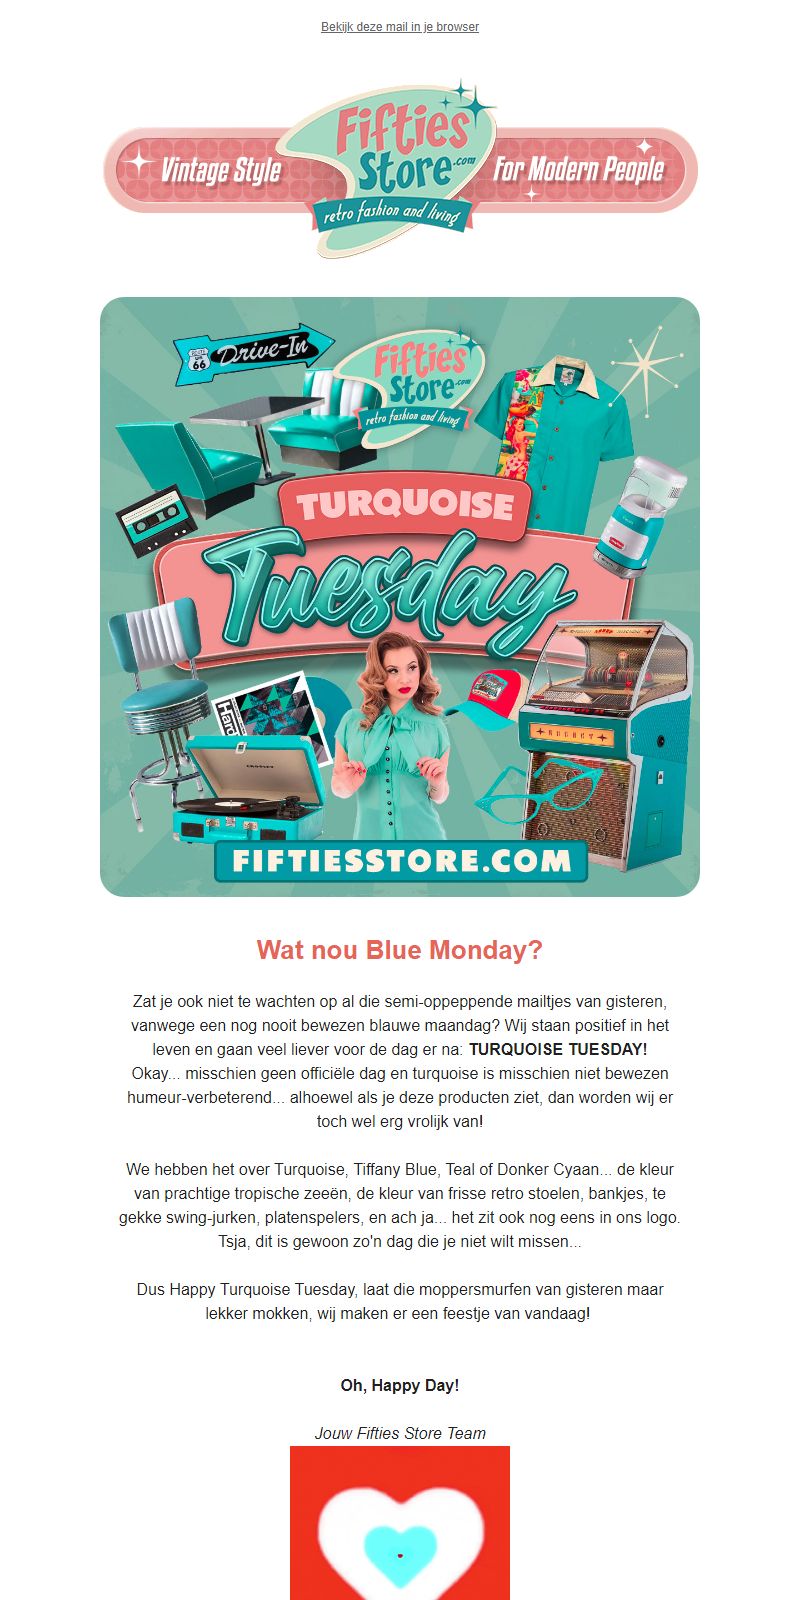 Bekijk deze mail in je browser
Vintage Style
Fifties
Store.com
For Modern People
retro fashion and living
ROUTE
66
Drive-In
Fifties
Store.com
retro fashion and living
TURQUOISE
Tuesday
Hard
CROSLEY
ROCKET
FIFTIESSTORE.COM
Wat nou Blue Monday?
Zat je ook niet te wachten op al die semi-oppeppende mailtjes van gisteren,
vanwege een nog nooit bewezen blauwe maandag? Wij staan positief in het
leven en gaan veel liever voor de dag er na: TURQUOISE TUESDAY!
Okay... misschien geen officiële dag en turquoise is misschien niet bewezen
humeur-verbeterend... alhoewel als je deze producten ziet, dan worden wij er
toch wel erg vrolijk van!
We hebben het over Turquoise, Tiffany Blue, Teal of Donker Cyaan... de kleur
van prachtige tropische zeeën, de kleur van frisse retro stoelen, bankjes, te
gekke swing-jurken, platenspelers, en ach ja... het zit ook nog eens in ons logo.
Tsja, dit is gewoon zo'n dag die je niet wilt missen...
Dus Happy Turquoise Tuesday, laat die moppersmurfen van gisteren maar
lekker mokken, wij maken er een feestje van vandaag!
Oh, Happy Day!
Jouw Fifties Store Team